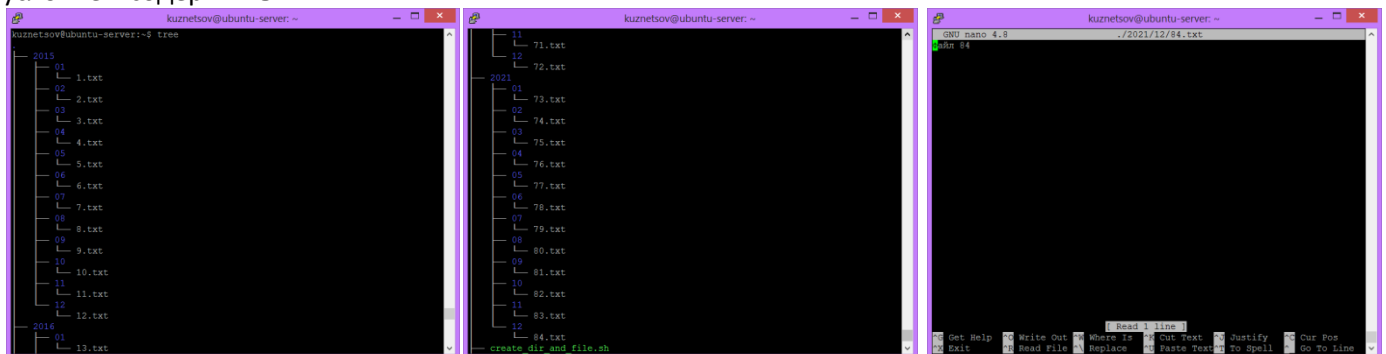 kuznetsov@ubuntu-server: ~
kuznetsov@ubuntu-server:~$ tree
.
├── 2015
│   ├── 01
│   │   └── 1.txt
│   ├── 02
│   │   └── 2.txt
│   ├── 03
│   │   └── 3.txt
│   ├── 04
│   │   └── 4.txt
│   ├── 05
│   │   └── 5.txt
│   ├── 06
│   │   └── 6.txt
│   ├── 07
│   │   └── 7.txt
│   ├── 08
│   │   └── 8.txt
│   ├── 09
│   │   └── 9.txt
│   ├── 10
│   │   └── 10.txt
│   ├── 11
│   │   └── 11.txt
│   └── 12
│       └── 12.txt
├── 2016
│   ├── 01
│   │   └── 13.txt
kuznetsov@ubuntu-server: ~
│   ├── 11
│   │   └── 71.txt
│   └── 12
│       └── 72.txt
├── 2021
│   ├── 01
│   │   └── 73.txt
│   ├── 02
│   │   └── 74.txt
│   ├── 03
│   │   └── 75.txt
│   ├── 04
│   │   └── 76.txt
│   ├── 05
│   │   └── 77.txt
│   ├── 06
│   │   └── 78.txt
│   ├── 07
│   │   └── 79.txt
│   ├── 08
│   │   └── 80.txt
│   ├── 09
│   │   └── 81.txt
│   ├── 10
│   │   └── 82.txt
│   ├── 11
│   │   └── 83.txt
│   └── 12
│       └── 84.txt
├── create_dir_and_file.sh
kuznetsov@ubuntu-server: ~
GNU nano 4.8 ./2021/12/84.txt
Файл 84
[ Read 1 line ]
^G Get Help ^O Write Out ^W Where Is ^K Cut Text ^J Justify ^C Cur Pos
^X Exit ^R Read File ^\ Replace ^U Paste Text ^T To Spell ^_ Go To Line